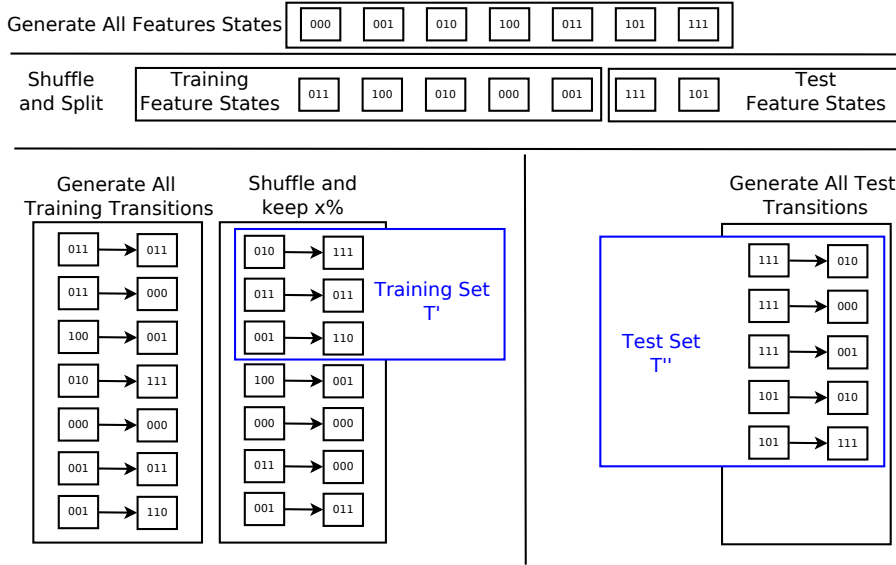 Generate All Features States 000 001 010 100 011 101 111
Shuffle and Split
Training Feature States 011 100 010 000 001
111 101 Test Feature States
Generate All
Training Transitions
011 011
011 000
100 001
010 111
000 000
001 011
001 110
Shuffle and
keep x%
010 111
011 011
001 110
100 001
000 000
011 000
001 011
Training Set
T'
Generate All Test
Transitions
Test Set
T''
111 010
111 000
111 001
101 010
101 111